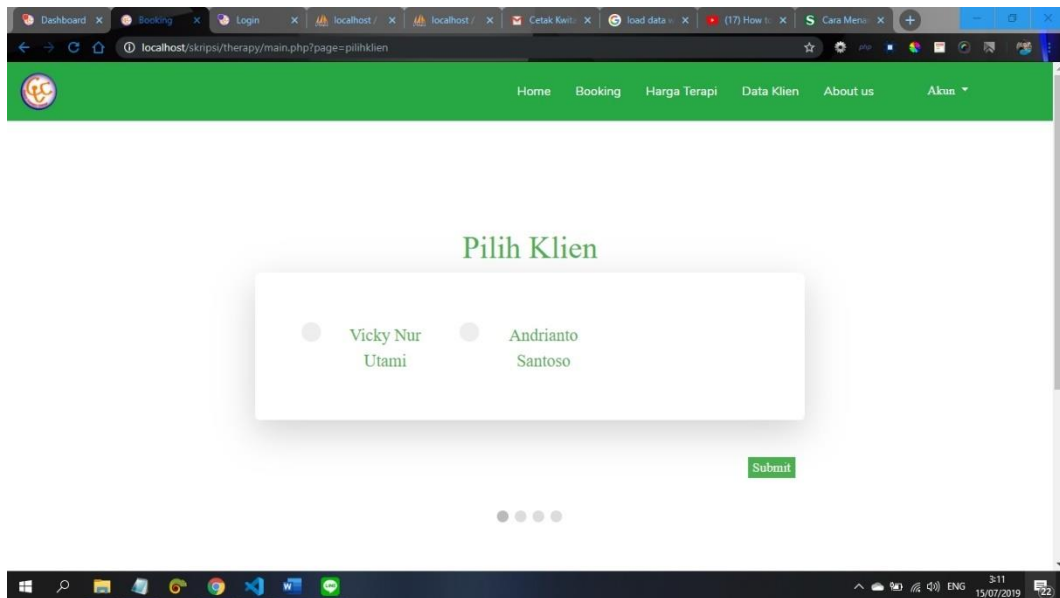 Dashboard
Booking
Login
localhost /
localhost /
Cetak Kwita
load data w
(17) How to
Cara Mena
localhost/skripsi/therapy/main.php?page=pilihklien
Home Booking Harga Terapi Data Klien About us Akun
Pilih Klien
Vicky Nur
Utami
Andrianto
Santoso
Submit
ENG
3:11
15/07/2019
22